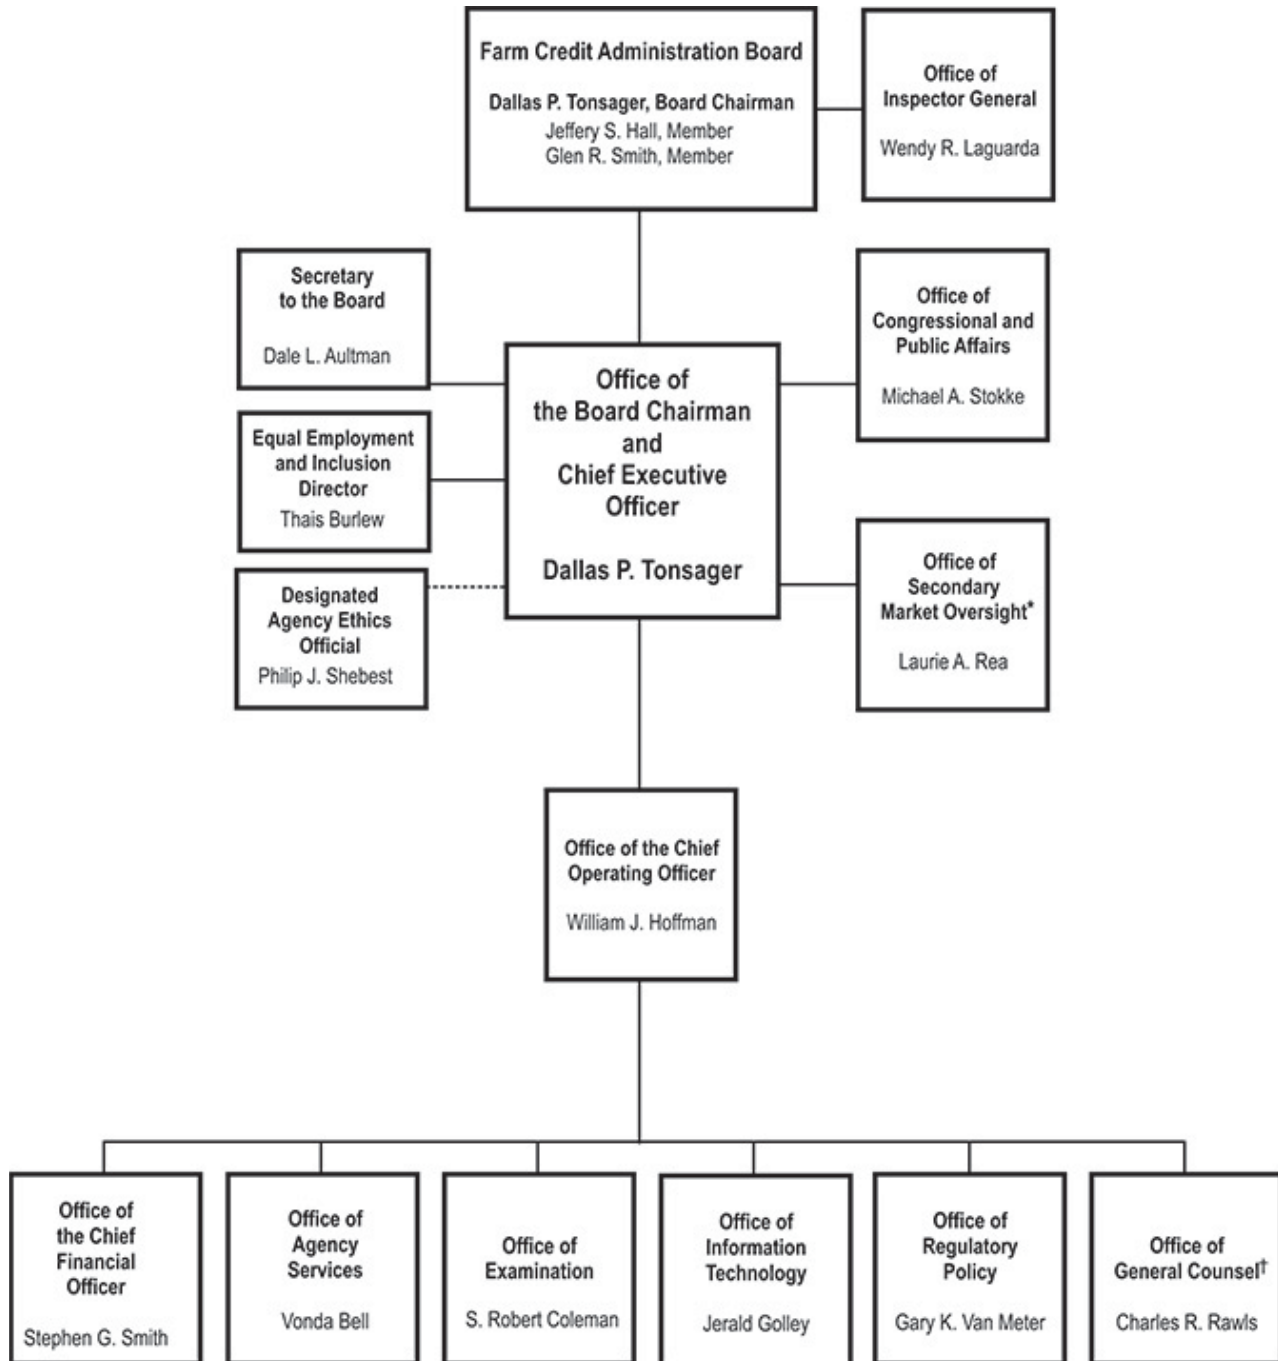 Farm Credit Administration Board
Dallas P. Tonsager, Board Chairman
Jeffery S. Hall, Member
Glen R. Smith, Member
Office of
Inspector General
Wendy R. Laguarda
Secretary
to the Board
Dale L. Aultman
Office of
Congressional and
Public Affairs
Michael A. Stokke
Office of
the Board Chairman
and
Chief Executive
Officer
Dallas P. Tonsager
Equal Employment
and Inclusion
Director
Thais Burlew
Designated
Agency Ethics
Official
Philip J. Shebest
Office of
Secondary
Market Oversight*
Laurie A. Rea
Office of the Chief
Operating Officer
William J. Hoffman
Office of
the Chief
Financial
Officer
Stephen G. Smith
Office of
Agency
Services
Vonda Bell
Office of
Examination
S. Robert Coleman
Office of
Information
Technology
Jerald Golley
Office of
Regulatory
Policy
Gary K. Van Meter
Office of
General Counsel†
Charles R. Rawls